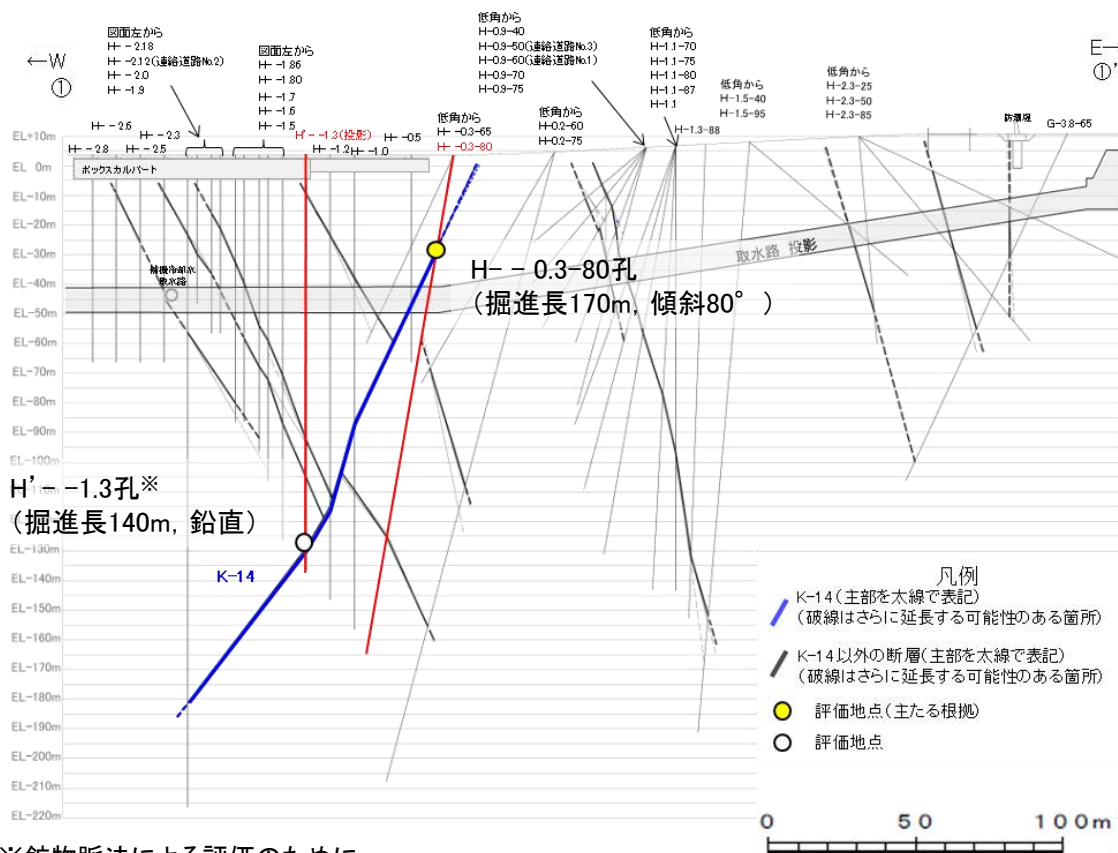 ←W
①
図面左から
H- -2.18
H- -2.12(連絡道路No.2)
H- -2.0
H- -1.9
図面左から
H- -1.86
H- -1.80
H- -1.7
H- -1.6
H- -1.5
H'- -1.3(投影)
低角から
H- -0.3-65
H- -0.3-80
低角から
H-0.9-40
H-0.9-50(連絡道路No.3)
H-0.9-60(連絡道路No.1)
H-0.9-70
H-0.9-75
低角から
H-0.2-60
H-0.2-75
低角から
H-1.1-70
H-1.1-75
H-1.1-80
H-1.1-87
H-1.1
低角から
H-1.5-40
H-1.5-95
低角から
H-2.3-25
H-2.3-50
H-2.3-85
E→
①'
防潮堤
G-3.8-65
H-1.3-88
H- -2.6
H- -2.3
H- -2.8
H- -2.5
H- -1.2
H- -1.0
H- -0.5
ボックスカルバート
補機冷却水
取水路
取水路 投影
H- -0.3-80孔
(掘進長170m, 傾斜80°)
H'- -1.3孔※
(掘進長140m, 鉛直)
K-14
EL+10m
EL 0m
EL-10m
EL-20m
EL-30m
EL-40m
EL-50m
EL-60m
EL-70m
EL-80m
EL-90m
EL-100m
EL-120m
EL-130m
EL-140m
EL-150m
EL-160m
EL-170m
EL-180m
EL-190m
EL-200m
EL-210m
EL-220m
凡例
K-14(主部を太線で表記)
(破線はさらに延長する可能性のある箇所)
K-14以外の断層(主部を太線で表記)
(破線はさらに延長する可能性のある箇所)
評価地点(主たる根拠)
評価地点
0 50 100m
※鉱物脈法による評価のために